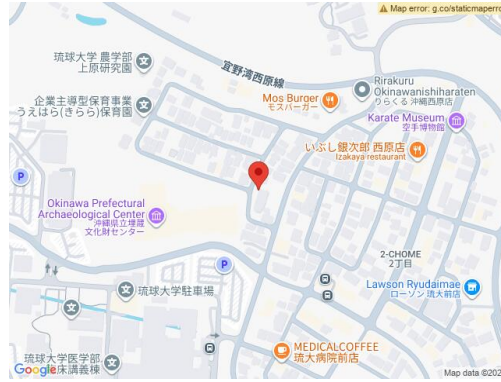 Map error: g.co/staticmaperro
琉球大学 農学部
上原研究園
宜野湾西原線
Rirakuru
Okinawanishiharaten
りらくる 沖縄西原店
企業主導型保育事業
うえはら(きらら)保育園
Mos Burger
モスバーガー
Karate Museum
空手博物館
いぶし銀次郎 西原店
Izakaya restaurant
P
Okinawa Prefectural
Archaeological Center
沖縄県立埋蔵
文化財センター
P
2-CHOME
2丁目
琉球大学駐車場
Lawson Ryudaimae
ローソン 琉大前店
MEDICALCOFFEE
琉大病院前店
琉球大学医学部
床講義棟
Google
Map data ©202